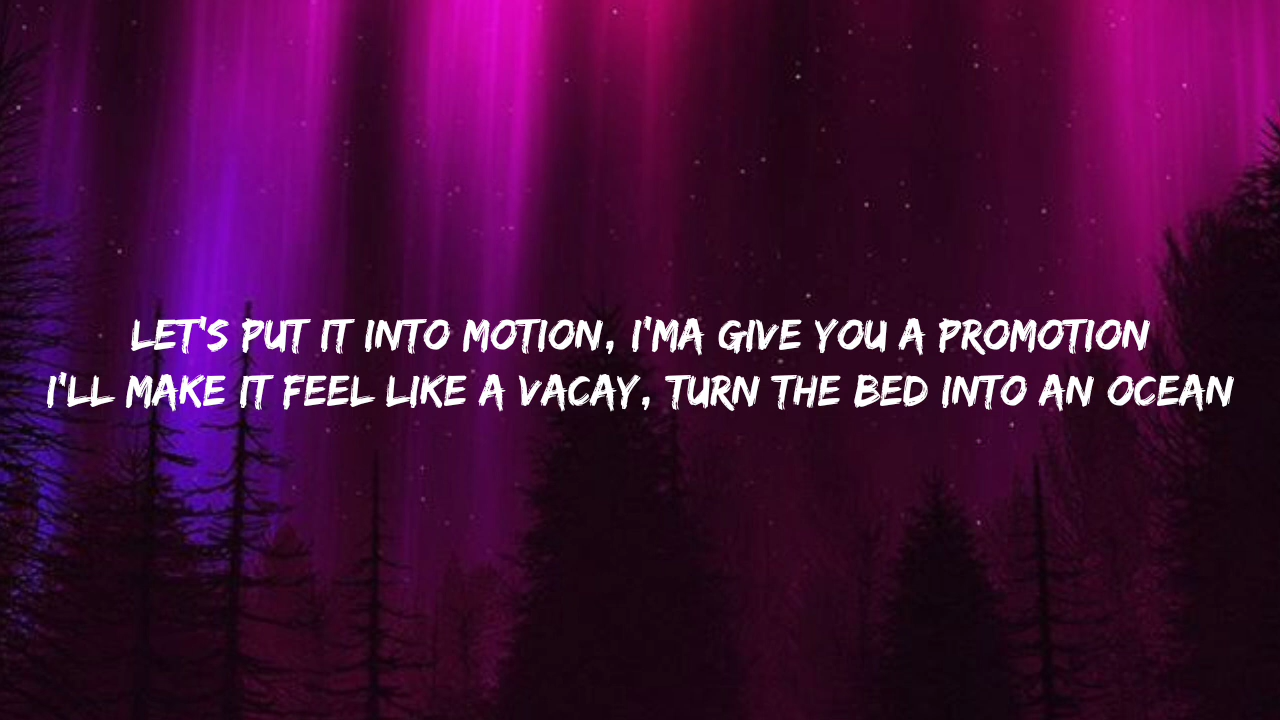 LET'S PUT IT INTO MOTION, I'MA GIVE YOU A PROMOTION
I'LL MAKE IT FEEL LIKE A VACAY, TURN THE BED INTO AN OCEAN